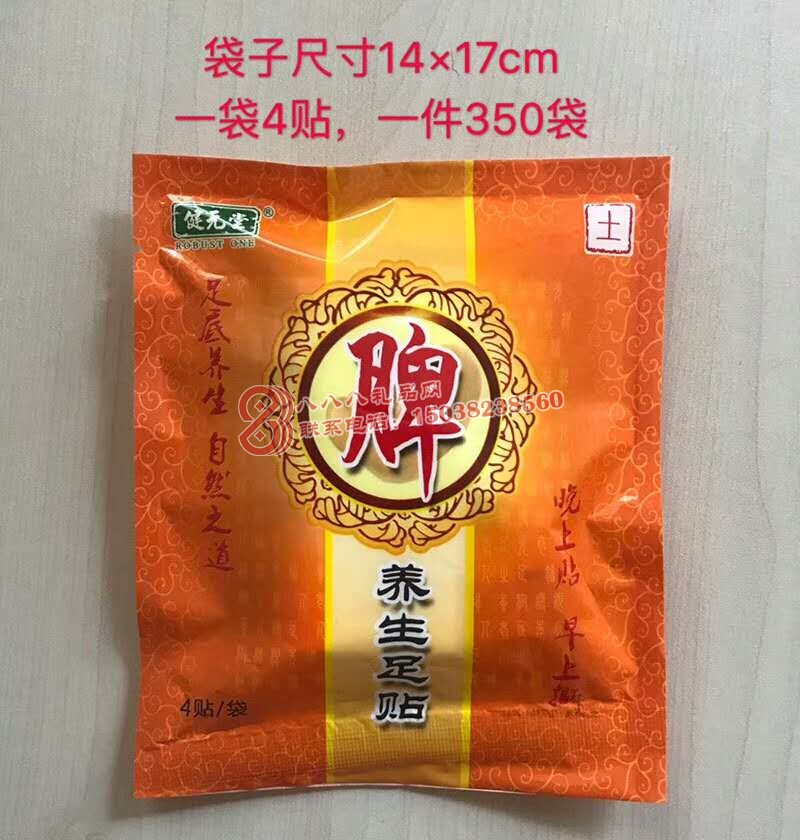 袋子尺寸14×17cm
一袋4贴，一件350袋
健元堂®
ROBUST ONE
土
足底养生 自然之道
脾
八八八礼品网
联系电话：15038238560
晚上贴 早上撕
养生足贴
4贴/袋